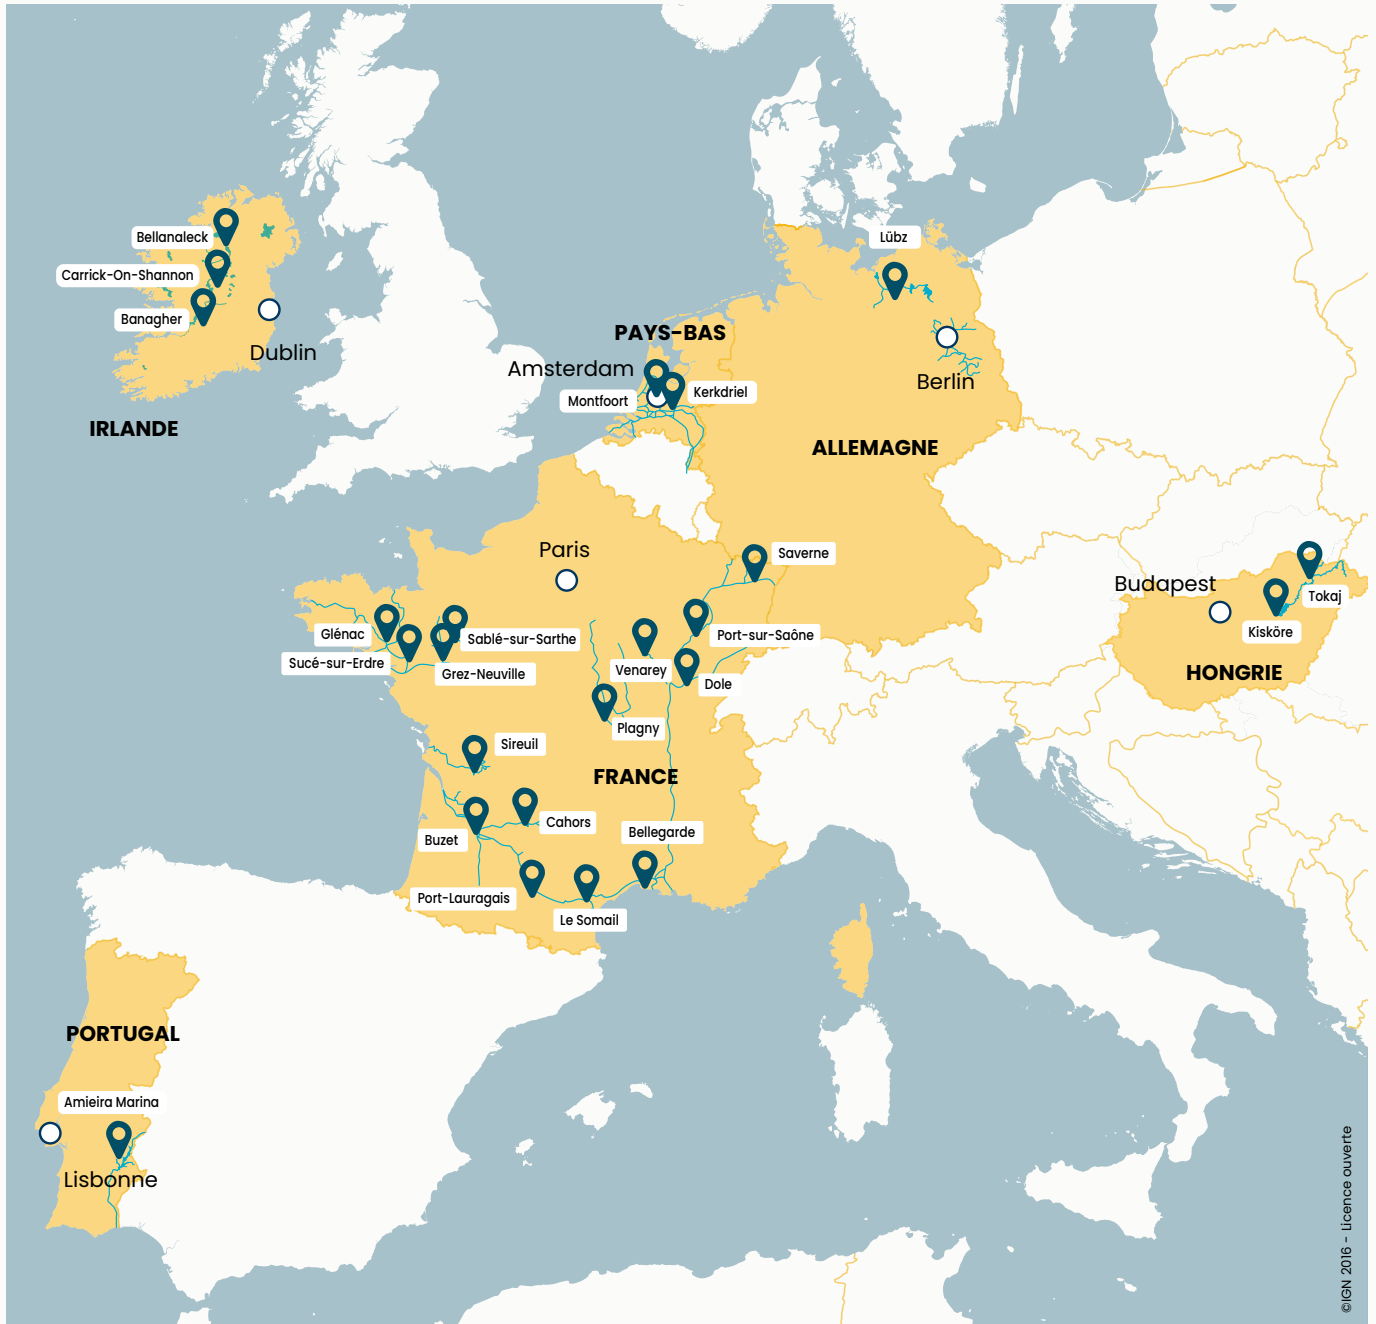 Bellanaleck
Carrick-On-Shannon
Banagher
Dublin
IRLANDE
Lübz
PAYS-BAS
Amsterdam
Montfoort
Kerkdriel
Berlin
ALLEMAGNE
Paris
Saverne
Budapest
Tokaj
Kisköre
HONGRIE
Glénac
Sablé-sur-Sarthe
Sucé-sur-Erdre
Grez-Neuville
Port-sur-Saône
Venarey
Dole
Plagny
Sireuil
FRANCE
Cahors
Buzet
Bellegarde
Port-Lauragais
Le Somail
PORTUGAL
Amieira Marina
Lisbonne
©IGN 2016 - Licence ouverte